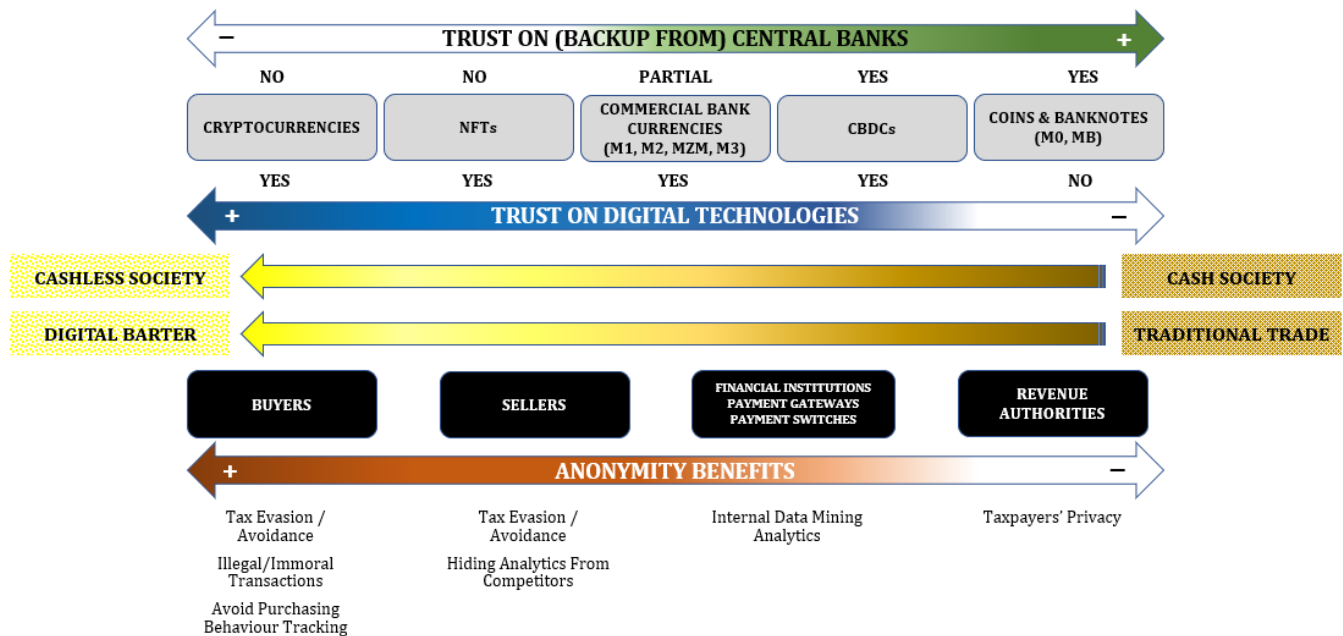 − TRUST ON (BACKUP FROM) CENTRAL BANKS +
NO NO PARTIAL YES YES
CRYPTOCURRENCIES
NFTs
COMMERCIAL BANK
CURRENCIES
(M1, M2, MZM, M3)
CBDCs
COINS & BANKNOTES
(M0, MB)
YES YES YES YES NO
+ TRUST ON DIGITAL TECHNOLOGIES −
CASHLESS SOCIETY
CASH SOCIETY
DIGITAL BARTER
TRADITIONAL TRADE
BUYERS
SELLERS
FINANCIAL INSTITUTIONS
PAYMENT GATEWAYS
PAYMENT SWITCHES
REVENUE
AUTHORITIES
+ ANONYMITY BENEFITS −
Tax Evasion /
Avoidance
Illegal/Immoral
Transactions
Avoid Purchasing
Behaviour Tracking
Tax Evasion /
Avoidance
Hiding Analytics From
Competitors
Internal Data Mining
Analytics
Taxpayers’ Privacy